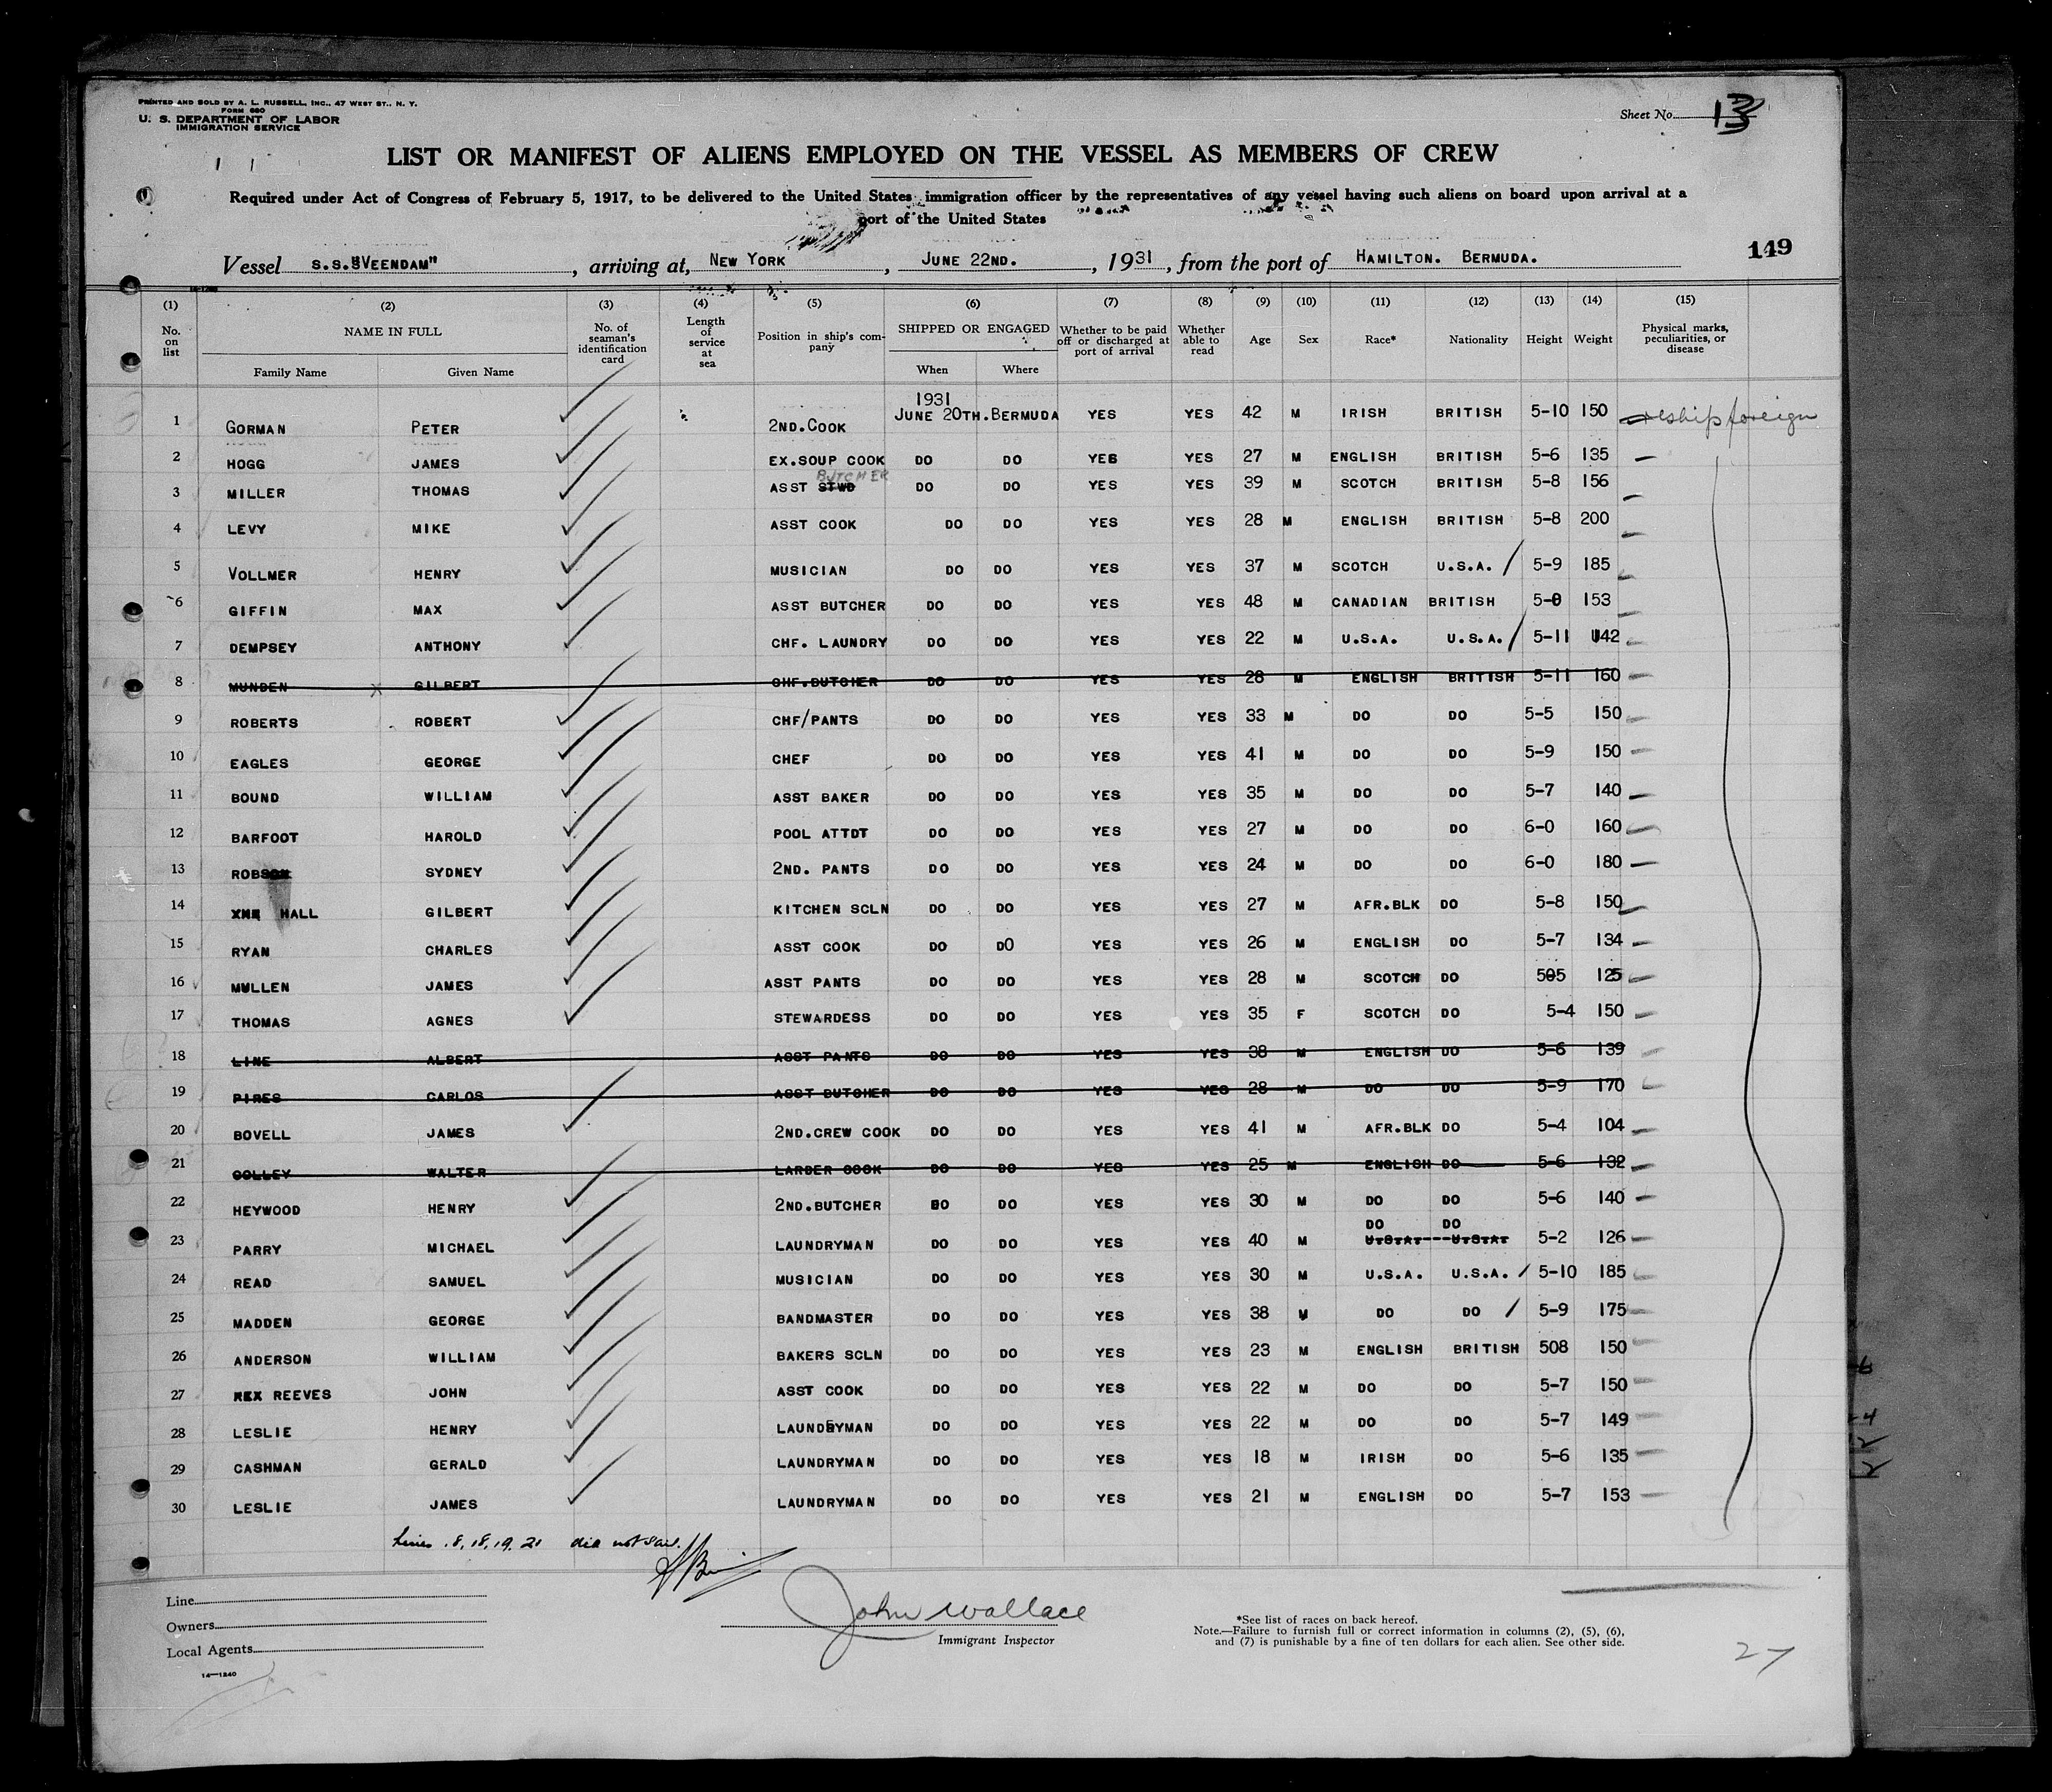 PRINTED AND SOLD BY A. L. RUSSELL, INC., 47 WEST ST., N. Y.
FORM 680
U. S. DEPARTMENT OF LABOR
IMMIGRATION SERVICE
Sheet No. 13
LIST OR MANIFEST OF ALIENS EMPLOYED ON THE VESSEL AS MEMBERS OF CREW
Required under Act of Congress of February 5, 1917, to be delivered to the United States immigration officer by the representatives of any vessel having such aliens on board upon arrival at a
port of the United States
149
Vessel S.S."VEENDAM", arriving at, NEW YORK, JUNE 22ND., 1931, from the port of HAMILTON. BERMUDA.
(1) (2) (3) (4) (5) (6) (7) (8) (9) (10) (11) (12) (13) (14) (15)
No. on list NAME IN FULL No. of seaman's identification card Length of service at sea Position in ship's company SHIPPED OR ENGAGED Whether to be paid off or discharged at port of arrival Whether able to read Age Sex Race* Nationality Height Weight Physical marks, peculiarities, or disease
Family Name Given Name When Where
1931
1 GORMAN PETER 2ND.COOK JUNE 20TH. BERMUDA YES YES 42 M IRISH BRITISH 5-10 150 reship foreign
2 HOGG JAMES EX.SOUP COOK DO DO YES YES 27 M ENGLISH BRITISH 5-6 135
BUTCHER
3 MILLER THOMAS ASST STWD DO DO YES YES 39 M SCOTCH BRITISH 5-8 156
4 LEVY MIKE ASST COOK DO DO YES YES 28 M ENGLISH BRITISH 5-8 200
5 VOLLMER HENRY MUSICIAN DO DO YES YES 37 M SCOTCH U.S.A. 5-9 185
6 GIFFIN MAX ASST BUTCHER DO DO YES YES 48 M CANADIAN BRITISH 5-0 153
7 DEMPSEY ANTHONY CHF. LAUNDRY DO DO YES YES 22 M U.S.A. U.S.A. 5-11 142
8 MUNDEN GILBERT CHF.BUTCHER DO DO YES YES 28 M ENGLISH BRITISH 5-11 160
9 ROBERTS ROBERT CHF/PANTS DO DO YES YES 33 M DO DO 5-5 150
10 EAGLES GEORGE CHEF DO DO YES YES 41 M DO DO 5-9 150
11 BOUND WILLIAM ASST BAKER DO DO YES YES 35 M DO DO 5-7 140
12 BARFOOT HAROLD POOL ATTDT DO DO YES YES 27 M DO DO 6-0 160
13 ROBSON SYDNEY 2ND. PANTS DO DO YES YES 24 M DO DO 6-0 180
14 HALL GILBERT KITCHEN SCLN DO DO YES YES 27 M AFR.BLK DO 5-8 150
15 RYAN CHARLES ASST COOK DO DO YES YES 26 M ENGLISH DO 5-7 134
16 MULLEN JAMES ASST PANTS DO DO YES YES 28 M SCOTCH DO 505 125
17 THOMAS AGNES STEWARDESS DO DO YES YES 35 F SCOTCH DO 5-4 150
18 LINE ALBERT ASST PANTS DO DO YES YES 38 M ENGLISH DO 5-6 139
19 PIRES CARLOS ASST BUTCHER DO DO YES YES 28 M DO DO 5-9 170
20 BOVELL JAMES 2ND.CREW COOK DO DO YES YES 41 M AFR.BLK DO 5-4 104
21 COLLEY WALTER LARDER COOK DO DO YES YES 25 M ENGLISH DO 5-6 132
22 HEYWOOD HENRY 2ND.BUTCHER DO DO YES YES 30 M DO DO 5-6 140
DO DO
23 PARRY MICHAEL LAUNDRYMAN DO DO YES YES 40 M U.S.A. U.S.A. 5-2 126
24 READ SAMUEL MUSICIAN DO DO YES YES 30 M U.S.A. U.S.A. 5-10 185
25 MADDEN GEORGE BANDMASTER DO DO YES YES 38 M DO DO 5-9 175
26 ANDERSON WILLIAM BAKERS SCLN DO DO YES YES 23 M ENGLISH BRITISH 508 150
27 REEVES JOHN ASST COOK DO DO YES YES 22 M DO DO 5-7 150
28 LESLIE HENRY LAUNDRYMAN DO DO YES YES 22 M DO DO 5-7 149
29 CASHMAN GERALD LAUNDRYMAN DO DO YES YES 18 M IRISH DO 5-6 135
30 LESLIE JAMES LAUNDRYMAN DO DO YES YES 21 M ENGLISH DO 5-7 153
Lines 8, 18, 19, 21 did not sail.
Line
Owners
Local Agents
14—1240
John Wallace
Immigrant Inspector
*See list of races on back hereof.
Note.—Failure to furnish full or correct information in columns (2), (5), (6),
and (7) is punishable by a fine of ten dollars for each alien. See other side.
27